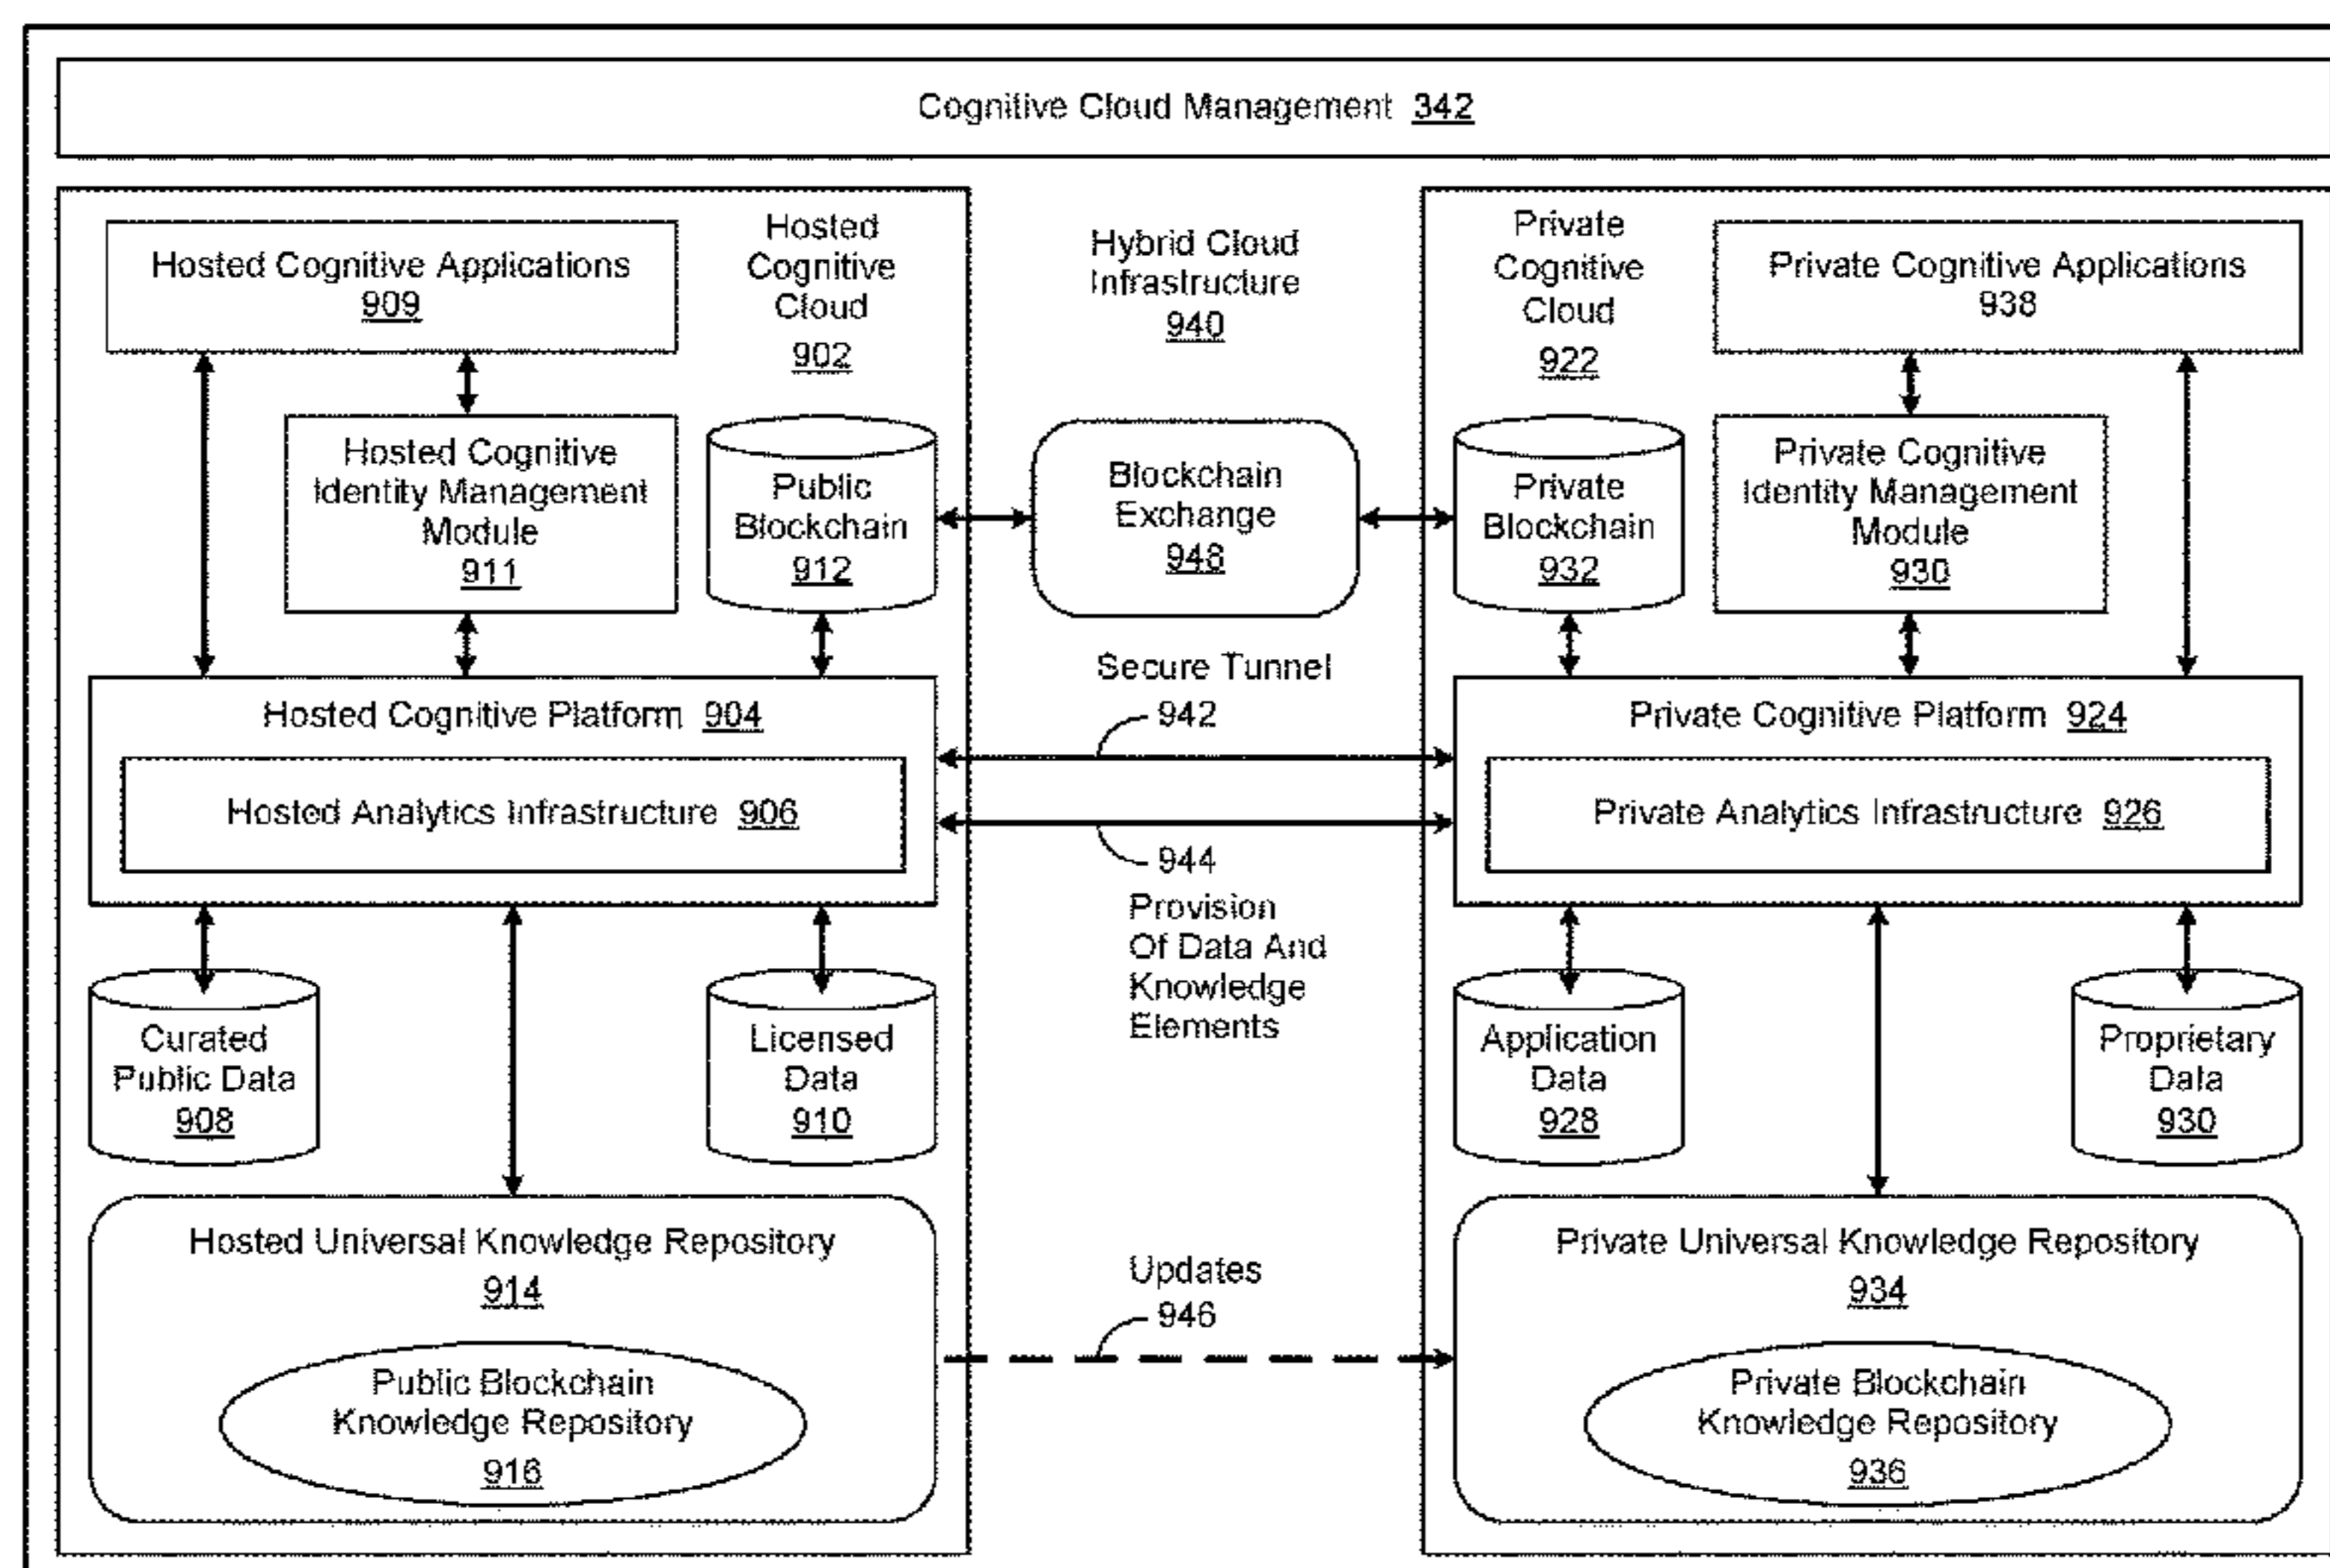 Cognitive Cloud Management 342
Hosted Cognitive Applications
909
Hosted
Cognitive
Cloud
902
Hosted Cognitive
Identity Management
Module
911
Public
Blockchain
912
Hosted Cognitive Platform 904
Hosted Analytics Infrastructure 906
Curated
Public Data
908
Licensed
Data
910
Hosted Universal Knowledge Repository
914
Public Blockchain
Knowledge Repository
916
Hybrid Cloud
Infrastructure
940
Blockchain
Exchange
948
Secure Tunnel
942
944
Provision
Of Data And
Knowledge
Elements
Updates
946
Private
Cognitive
Cloud
922
Private Cognitive Applications
938
Private
Blockchain
932
Private Cognitive
Identity Management
Module
930
Private Cognitive Platform 924
Private Analytics Infrastructure 926
Application
Data
928
Proprietary
Data
930
Private Universal Knowledge Repository
934
Private Blockchain
Knowledge Repository
936